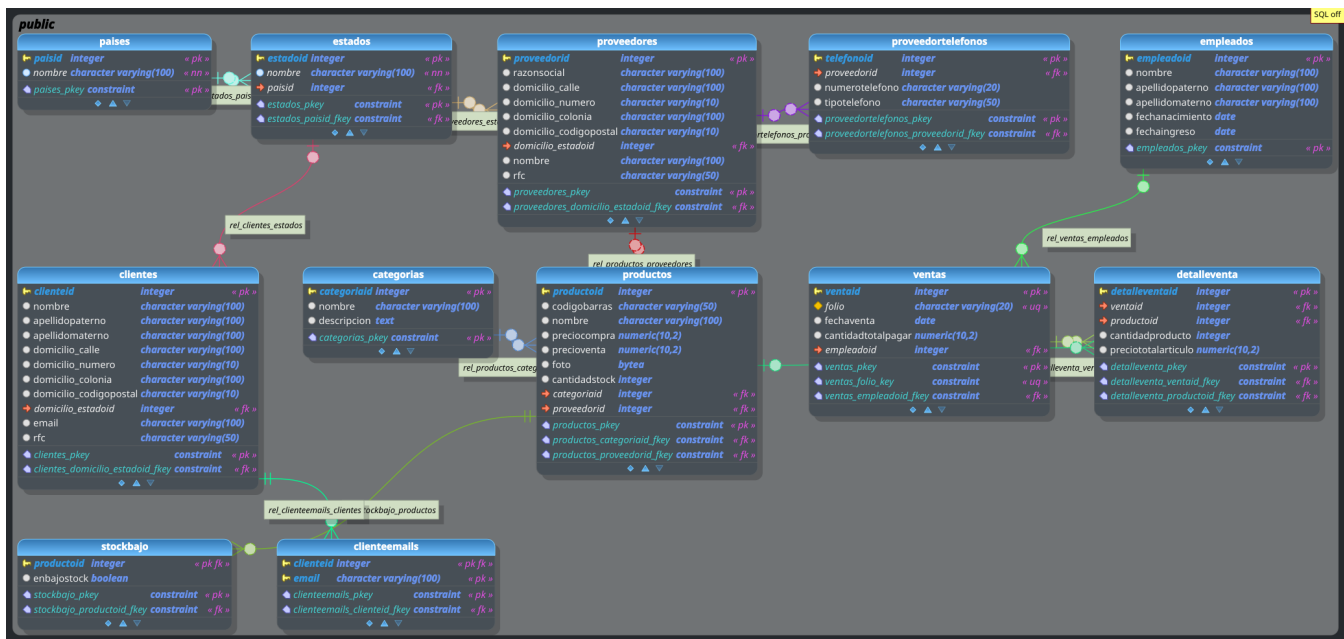 public
SQL off
paises
paisid integer « pk »
nombre character varying(100) « nn »
paises_pkey constraint « pk »
estados
estadoid integer « pk »
nombre character varying(100) « nn »
paisid integer « fk »
estados_pkey constraint « pk »
estados_paisid_fkey constraint « fk »
proveedores
proveedorid integer « pk »
razonsocial character varying(100)
domicilio_calle character varying(100)
domicilio_numero character varying(10)
domicilio_colonia character varying(100)
domicilio_codigopostal character varying(10)
domicilio_estadoid integer « fk »
nombre character varying(100)
rfc character varying(50)
proveedores_pkey constraint « pk »
proveedores_domicilio_estadoid_fkey constraint « fk »
proveedortelefonos
telefonoid integer « pk »
proveedorid integer « fk »
numerotelefono character varying(20)
tipotelefono character varying(50)
proveedortelefonos_pkey constraint « pk »
proveedortelefonos_proveedorid_fkey constraint « fk »
empleados
empleadoid integer « pk »
nombre character varying(100)
apellidopaterno character varying(100)
apellidomaterno character varying(100)
fechanacimiento date
fechaingreso date
empleados_pkey constraint « pk »
rel_clientes_estados
rel_productos_proveedores
rel_ventas_empleados
clientes
clienteid integer « pk »
nombre character varying(100)
apellidopaterno character varying(100)
apellidomaterno character varying(100)
domicilio_calle character varying(100)
domicilio_numero character varying(10)
domicilio_colonia character varying(100)
domicilio_codigopostal character varying(10)
domicilio_estadoid integer « fk »
email character varying(100)
rfc character varying(50)
clientes_pkey constraint « pk »
clientes_domicilio_estadoid_fkey constraint « fk »
categorias
categoriaid integer « pk »
nombre character varying(100)
descripcion text
categorias_pkey constraint « pk »
rel_productos_categ
productos
productoid integer « pk »
codigobarras character varying(50)
nombre character varying(100)
preciocompra numeric(10,2)
precioventa numeric(10,2)
foto bytea
cantidadstock integer
categoriaid integer « fk »
proveedorid integer « fk »
productos_pkey constraint « pk »
productos_categoriaid_fkey constraint « fk »
productos_proveedorid_fkey constraint « fk »
ventas
ventaid integer « pk »
folio character varying(20) « uq »
fechaventa date
cantidadtotalpagar numeric(10,2)
empleadoid integer « fk »
ventas_pkey constraint « pk »
ventas_folio_key constraint « uq »
ventas_empleadoid_fkey constraint « fk »
detalleventa
detalleventaid integer « pk »
ventaid integer « fk »
productoid integer « fk »
cantidadproducto integer
preciototalarticulo numeric(10,2)
detalleventa_pkey constraint « pk »
detalleventa_ventaid_fkey constraint « fk »
detalleventa_productoid_fkey constraint « fk »
rel_clienteemails_clientes
tockbajo_productos
stockbajo
productoid integer « pk fk »
enbajostock boolean
stockbajo_pkey constraint « pk »
stockbajo_productoid_fkey constraint « fk »
clienteemails
clienteid integer « pk fk »
email character varying(100) « pk »
clienteemails_pkey constraint « pk »
clienteemails_clienteid_fkey constraint « fk »